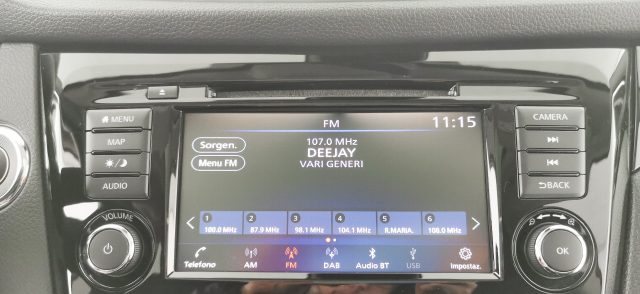 MENU
MAP
AUDIO
VOLUME
FM 11:15
Sorgen.
Menu FM
107.0 MHz
DEEJAY
VARI GENERI
1 2 3 4 5 6
100.0 MHz 87.9 MHz 98.1 MHz 104.1 MHz R.MARIA. 108.0 MHz
Telefono AM FM DAB Audio BT USB Impostaz.
CAMERA
BACK
OK